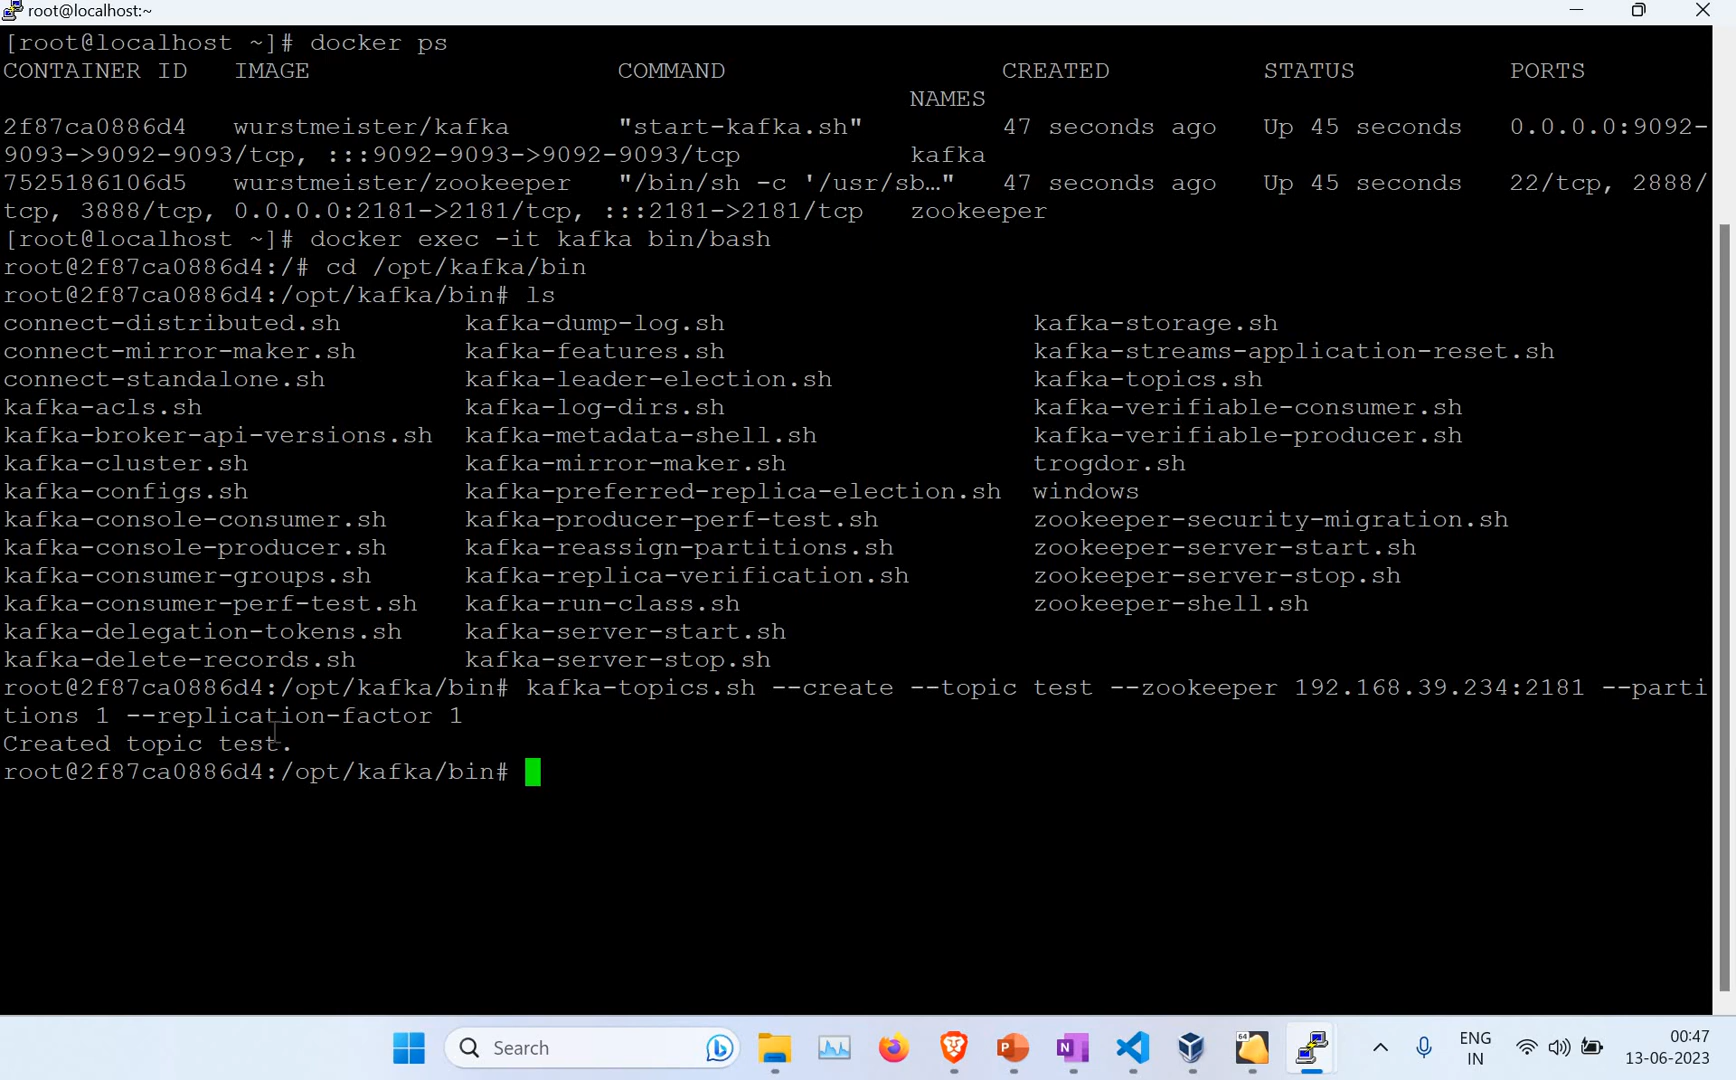 root@localhost:~
[root@localhost ~]# docker ps
CONTAINER ID   IMAGE                    COMMAND                  CREATED          STATUS          PORTS
NAMES
2f87ca0886d4   wurstmeister/kafka       "start-kafka.sh"         47 seconds ago   Up 45 seconds   0.0.0.0:9092-
9093->9092-9093/tcp, :::9092-9093->9092-9093/tcp           kafka
7525186106d5   wurstmeister/zookeeper   "/bin/sh -c '/usr/sb…"   47 seconds ago   Up 45 seconds   22/tcp, 2888/
tcp, 3888/tcp, 0.0.0.0:2181->2181/tcp, :::2181->2181/tcp   zookeeper
[root@localhost ~]# docker exec -it kafka bin/bash
root@2f87ca0886d4:/# cd /opt/kafka/bin
root@2f87ca0886d4:/opt/kafka/bin# ls
connect-distributed.sh        kafka-dump-log.sh                    kafka-storage.sh
connect-mirror-maker.sh       kafka-features.sh                    kafka-streams-application-reset.sh
connect-standalone.sh         kafka-leader-election.sh             kafka-topics.sh
kafka-acls.sh                 kafka-log-dirs.sh                    kafka-verifiable-consumer.sh
kafka-broker-api-versions.sh  kafka-metadata-shell.sh              kafka-verifiable-producer.sh
kafka-cluster.sh              kafka-mirror-maker.sh                trogdor.sh
kafka-configs.sh              kafka-preferred-replica-election.sh  windows
kafka-console-consumer.sh     kafka-producer-perf-test.sh          zookeeper-security-migration.sh
kafka-console-producer.sh     kafka-reassign-partitions.sh         zookeeper-server-start.sh
kafka-consumer-groups.sh      kafka-replica-verification.sh        zookeeper-server-stop.sh
kafka-consumer-perf-test.sh   kafka-run-class.sh                   zookeeper-shell.sh
kafka-delegation-tokens.sh    kafka-server-start.sh
kafka-delete-records.sh       kafka-server-stop.sh
root@2f87ca0886d4:/opt/kafka/bin# kafka-topics.sh --create --topic test --zookeeper 192.168.39.234:2181 --parti
tions 1 --replication-factor 1
Created topic test.
root@2f87ca0886d4:/opt/kafka/bin#
Search
64
P
N
ENG
IN
00:47
13-06-2023